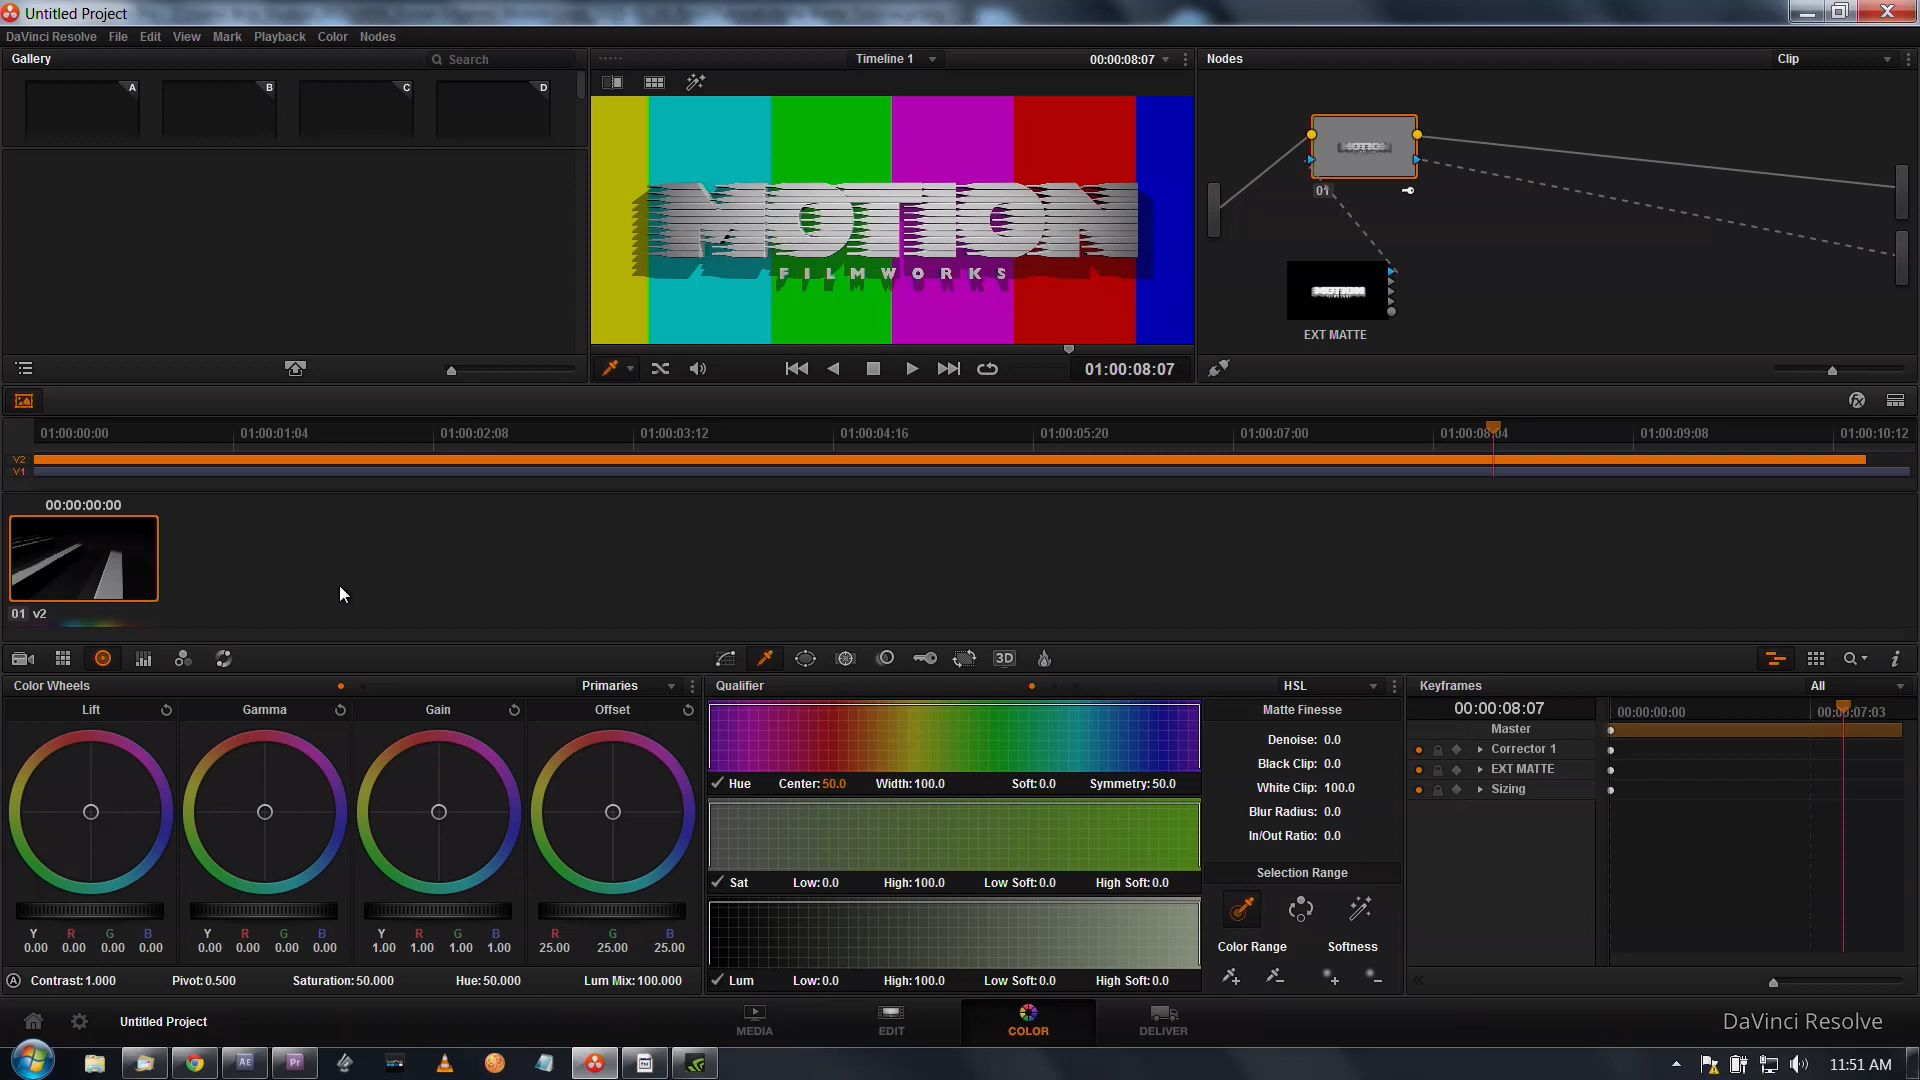 Untitled Project
DaVinci Resolve File Edit View Mark Playback Color Nodes
Gallery Search Timeline 1 00:00:08:07 Nodes Clip
A B C D
MOTION
FILMWORKS
MOTION
01
MOTION
EXT MATTE
01:00:08:07
fx
01:00:00:00 01:00:01:04 01:00:02:08 01:00:03:12 01:00:04:16 01:00:05:20 01:00:07:00 01:00:08:04 01:00:09:08 01:00:10:12
V2
V1
00:00:00:00
01 v2
3D
Color Wheels Primaries Qualifier HSL Keyframes All
Lift Gamma Gain Offset Matte Finesse 00:00:08:07 00:00:00:00 00:00:07:03
Master
Denoise: 0.0 Corrector 1
Black Clip: 0.0 EXT MATTE
Hue Center: 50.0 Width: 100.0 Soft: 0.0 Symmetry: 50.0 White Clip: 100.0 Sizing
Blur Radius: 0.0
In/Out Ratio: 0.0
Sat Low: 0.0 High: 100.0 Low Soft: 0.0 High Soft: 0.0 Selection Range
Y R G B Y R G B Y R G B R G B
0.00 0.00 0.00 0.00 0.00 0.00 0.00 0.00 1.00 1.00 1.00 1.00 25.00 25.00 25.00 Color Range Softness
A Contrast: 1.000 Pivot: 0.500 Saturation: 50.000 Hue: 50.000 Lum Mix: 100.000 Lum Low: 0.0 High: 100.0 Low Soft: 0.0 High Soft: 0.0
Untitled Project MEDIA EDIT COLOR DELIVER DaVinci Resolve
AE Pr 11:51 AM